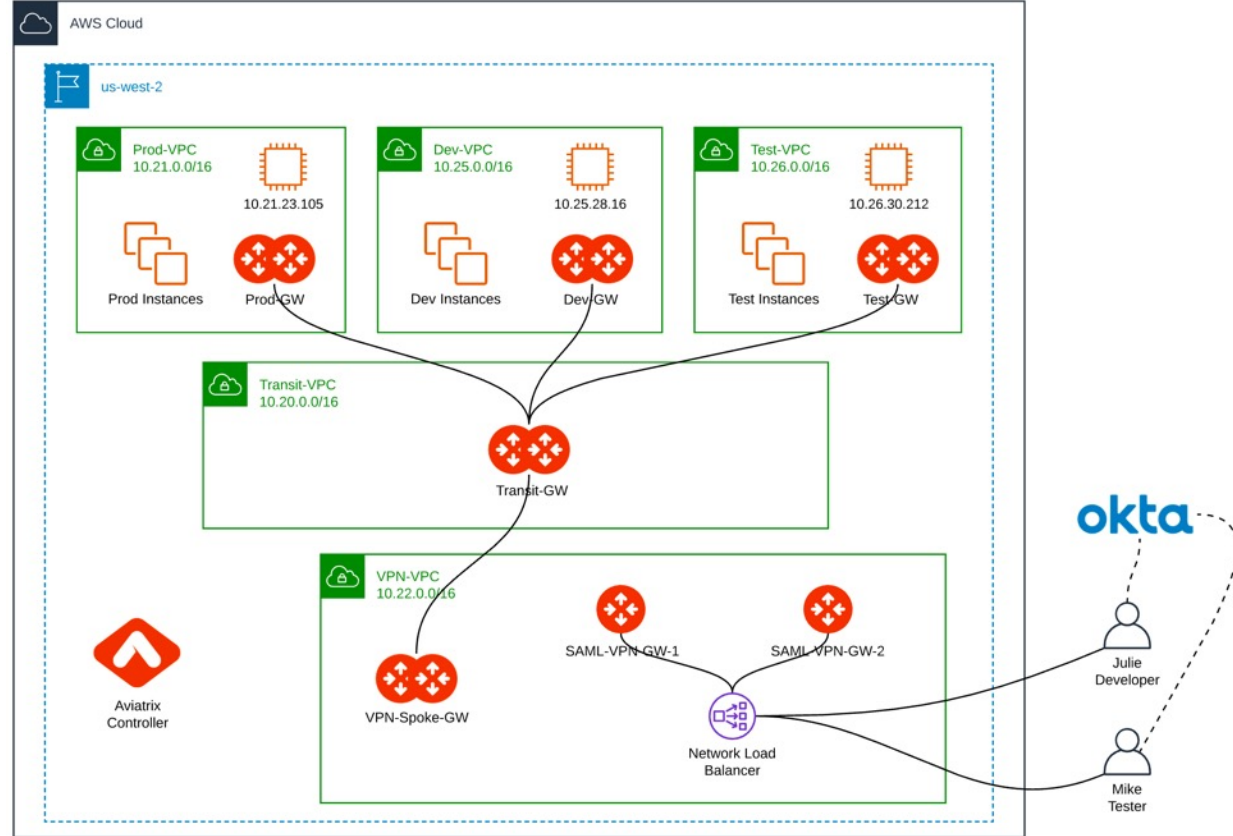 AWS Cloud
us-west-2
Prod-VPC
10.21.0.0/16
10.21.23.105
Prod Instances
Prod-GW
Dev-VPC
10.25.0.0/16
10.25.28.16
Dev Instances
Dev-GW
Test-VPC
10.26.0.0/16
10.26.30.212
Test Instances
Test-GW
Transit-VPC
10.20.0.0/16
Transit-GW
okta
VPN-VPC
10.22.0.0/16
SAML-VPN-GW-1
SAML-VPN-GW-2
VPN-Spoke-GW
Network Load
Balancer
Aviatrix
Controller
Julie
Developer
Mike
Tester